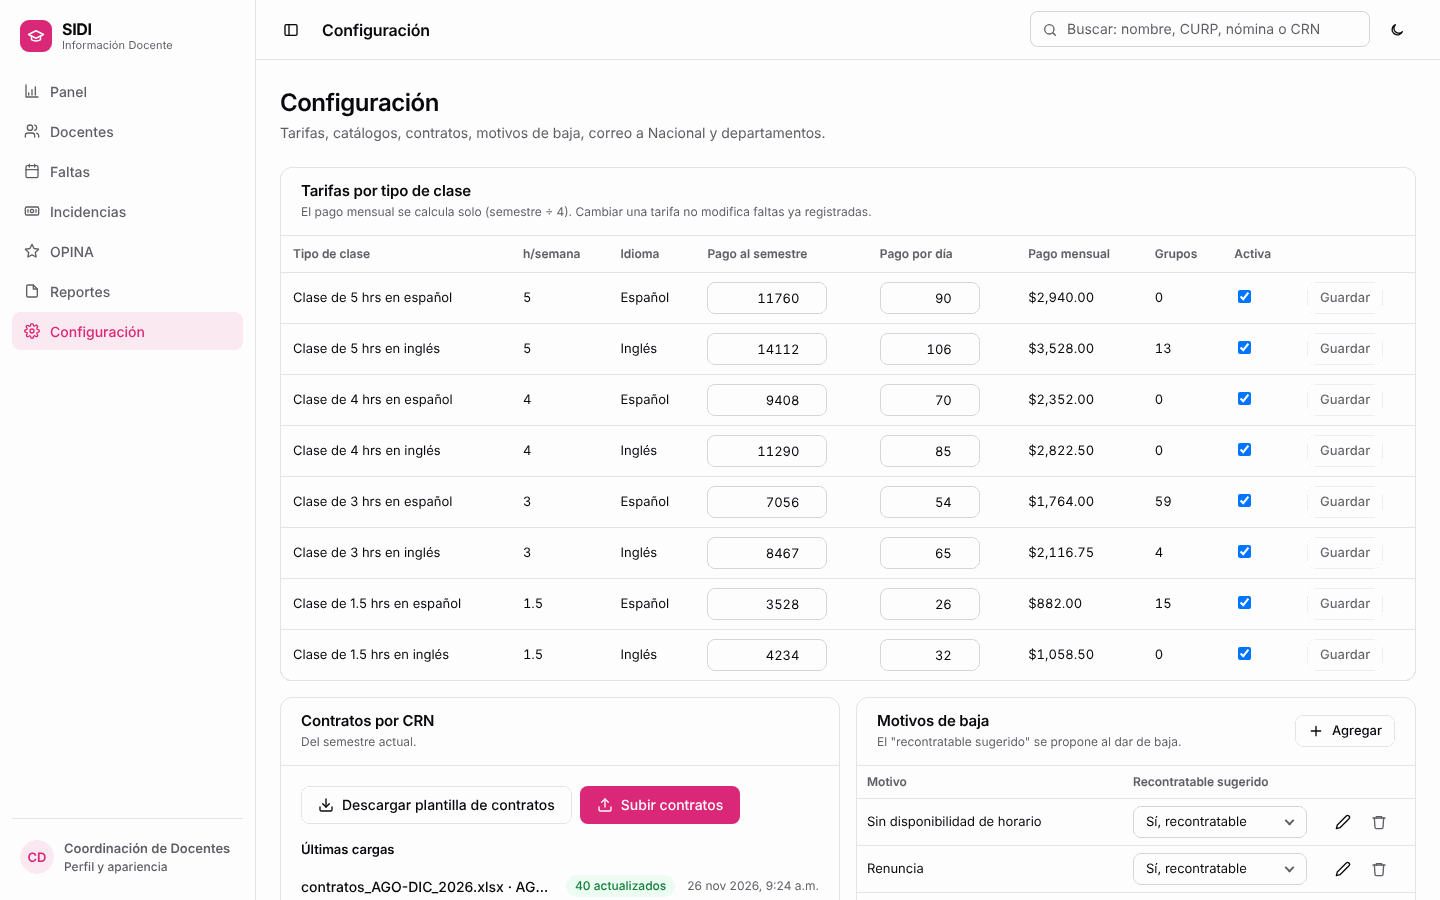 SIDI
Información Docente
Panel
Docentes
Faltas
Incidencias
OPINA
Reportes
Configuración
CD
Coordinación de Docentes
Perfil y apariencia
Configuración
Buscar: nombre, CURP, nómina o CRN
Configuración
Tarifas, catálogos, contratos, motivos de baja, correo a Nacional y departamentos.
Tarifas por tipo de clase
El pago mensual se calcula solo (semestre ÷ 4). Cambiar una tarifa no modifica faltas ya registradas.
Tipo de clase h/semana Idioma Pago al semestre Pago por día Pago mensual Grupos Activa
Clase de 5 hrs en español 5 Español 11760 90 $2,940.00 0 Guardar
Clase de 5 hrs en inglés 5 Inglés 14112 106 $3,528.00 13 Guardar
Clase de 4 hrs en español 4 Español 9408 70 $2,352.00 0 Guardar
Clase de 4 hrs en inglés 4 Inglés 11290 85 $2,822.50 0 Guardar
Clase de 3 hrs en español 3 Español 7056 54 $1,764.00 59 Guardar
Clase de 3 hrs en inglés 3 Inglés 8467 65 $2,116.75 4 Guardar
Clase de 1.5 hrs en español 1.5 Español 3528 26 $882.00 15 Guardar
Clase de 1.5 hrs en inglés 1.5 Inglés 4234 32 $1,058.50 0 Guardar
Contratos por CRN
Del semestre actual.
Descargar plantilla de contratos Subir contratos
Últimas cargas
contratos_AGO-DIC_2026.xlsx · AG... 40 actualizados 26 nov 2026, 9:24 a.m.
Motivos de baja
El "recontratable sugerido" se propone al dar de baja.
Agregar
Motivo Recontratable sugerido
Sin disponibilidad de horario Sí, recontratable
Renuncia Sí, recontratable